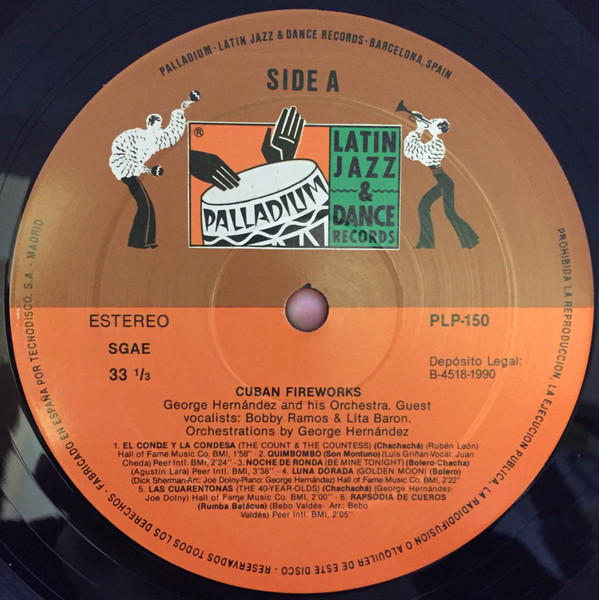 PALLADIUM · LATIN JAZZ & DANCE RECORDS · BARCELONA, SPAIN
SIDE A
®
PALLADIUM
LATIN
JAZZ
&
DANCE
RECORDS
ESTEREO
SGAE
33 1/3
PLP-150
Depósito Legal:
B-4518-1990
CUBAN FIREWORKS
George Hernández and his Orchestra. Guest
vocalists: Bobby Ramos & Lita Baron.
Orchestrations by George Hernández
1. EL CONDE Y LA CONDESA (THE COUNT & THE COUNTESS) (Chachachá) (Rubén León)
Hall of Fame Music Co. BMI, 1'58" - 2. QUIMBOMBO (Son Montuno) (Luis Griñan-Vocal: Juan
Cheda) Peer Intl. BMI, 2'24" - 3. NOCHE DE RONDA (BE MINE TONIGHT) (Bolero-Chacha)
(Agustín Lara) Peer Intl. BMI, 3'38" - 4. LUNA DORADA (GOLDEN MOON) (Bolero)
(Dick Sherman-Arr: Joe Dolny-Piano: George Hernández) Hall of Fame Music Co. BMI, 2'22"
5. LAS CUARENTONAS (THE 40-YEAR-OLDS) (Chachachá) (George Hernández-
Joe Dolny) Hall of Fame Music Co. BMI, 2'00" - 6. RAPSODIA DE CUEROS
(Rumba Batácua) (Bebo Valdés- Arr: Bebo
Valdés) Peer Intl. BMI, 2'05"
PROHIBIDA LA REPRODUCCION, LA EJECUCION PUBLICA, LA RADIODIFUSION O ALQUILER DE ESTE DISCO · RESERVADOS TODOS LOS DERECHOS · FABRICADO EN ESPAÑA POR TECNODISCO, S.A. · MADRID